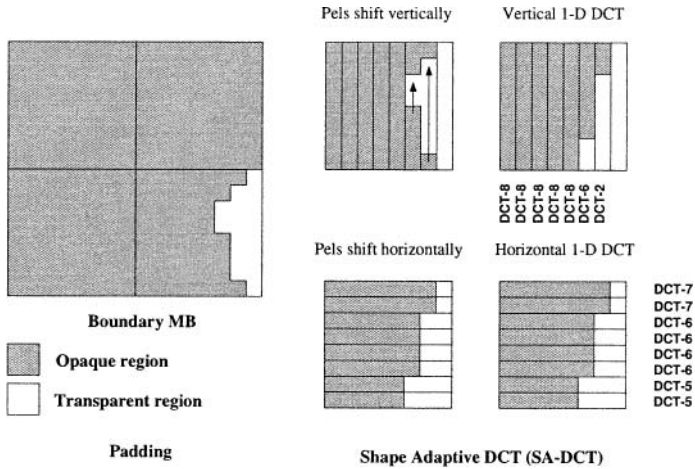 Pels shift vertically
Vertical 1-D DCT
DCT-8
DCT-8
DCT-8
DCT-8
DCT-8
DCT-6
DCT-2
Boundary MB
Opaque region
Transparent region
Padding
Pels shift horizontally
Horizontal 1-D DCT
DCT-7
DCT-7
DCT-6
DCT-6
DCT-6
DCT-6
DCT-5
DCT-5
Shape Adaptive DCT (SA-DCT)